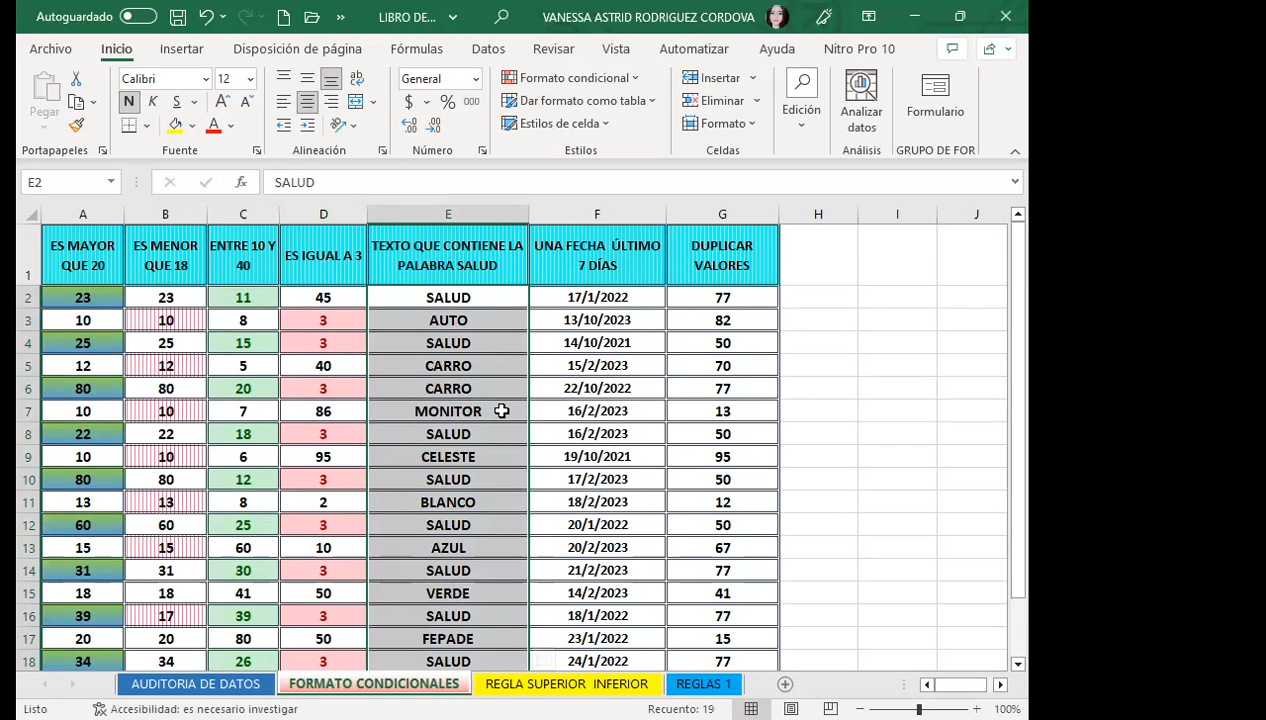 Autoguardado LIBRO DE... VANESSA ASTRID RODRIGUEZ CORDOVA
Archivo Inicio Insertar Disposición de página Fórmulas Datos Revisar Vista Automatizar Ayuda Nitro Pro 10
Pegar
Calibri 12
N K S
General
$ % 000
Formato condicional
Dar formato como tabla
Estilos de celda
Insertar
Eliminar
Formato
Edición
Analizar datos
Formulario
Portapapeles Fuente Alineación Número Estilos Celdas Análisis GRUPO DE FOR
E2 fx SALUD
A B C D E F G H I J
1 ES MAYOR QUE 20 ES MENOR QUE 18 ENTRE 10 Y 40 ES IGUAL A 3 TEXTO QUE CONTIENE LA PALABRA SALUD UNA FECHA ÚLTIMO 7 DÍAS DUPLICAR VALORES
2 23 23 11 45 SALUD 17/1/2022 77
3 10 10 8 3 AUTO 13/10/2023 82
4 25 25 15 3 SALUD 14/10/2021 50
5 12 12 5 40 CARRO 15/2/2023 70
6 80 80 20 3 CARRO 22/10/2022 77
7 10 10 7 86 MONITOR 16/2/2023 13
8 22 22 18 3 SALUD 16/2/2023 50
9 10 10 6 95 CELESTE 19/10/2021 95
10 80 80 12 3 SALUD 17/2/2023 50
11 13 13 8 2 BLANCO 18/2/2023 12
12 60 60 25 3 SALUD 20/1/2022 50
13 15 15 60 10 AZUL 20/2/2023 67
14 31 31 30 3 SALUD 21/2/2023 77
15 18 18 41 50 VERDE 14/2/2023 41
16 39 17 39 3 SALUD 18/1/2022 77
17 20 20 80 50 FEPADE 23/1/2022 15
18 34 34 26 3 SALUD 24/1/2022 77
AUDITORIA DE DATOS FORMATO CONDICIONALES REGLA SUPERIOR INFERIOR REGLAS 1
Listo Accesibilidad: es necesario investigar Recuento: 19 100%